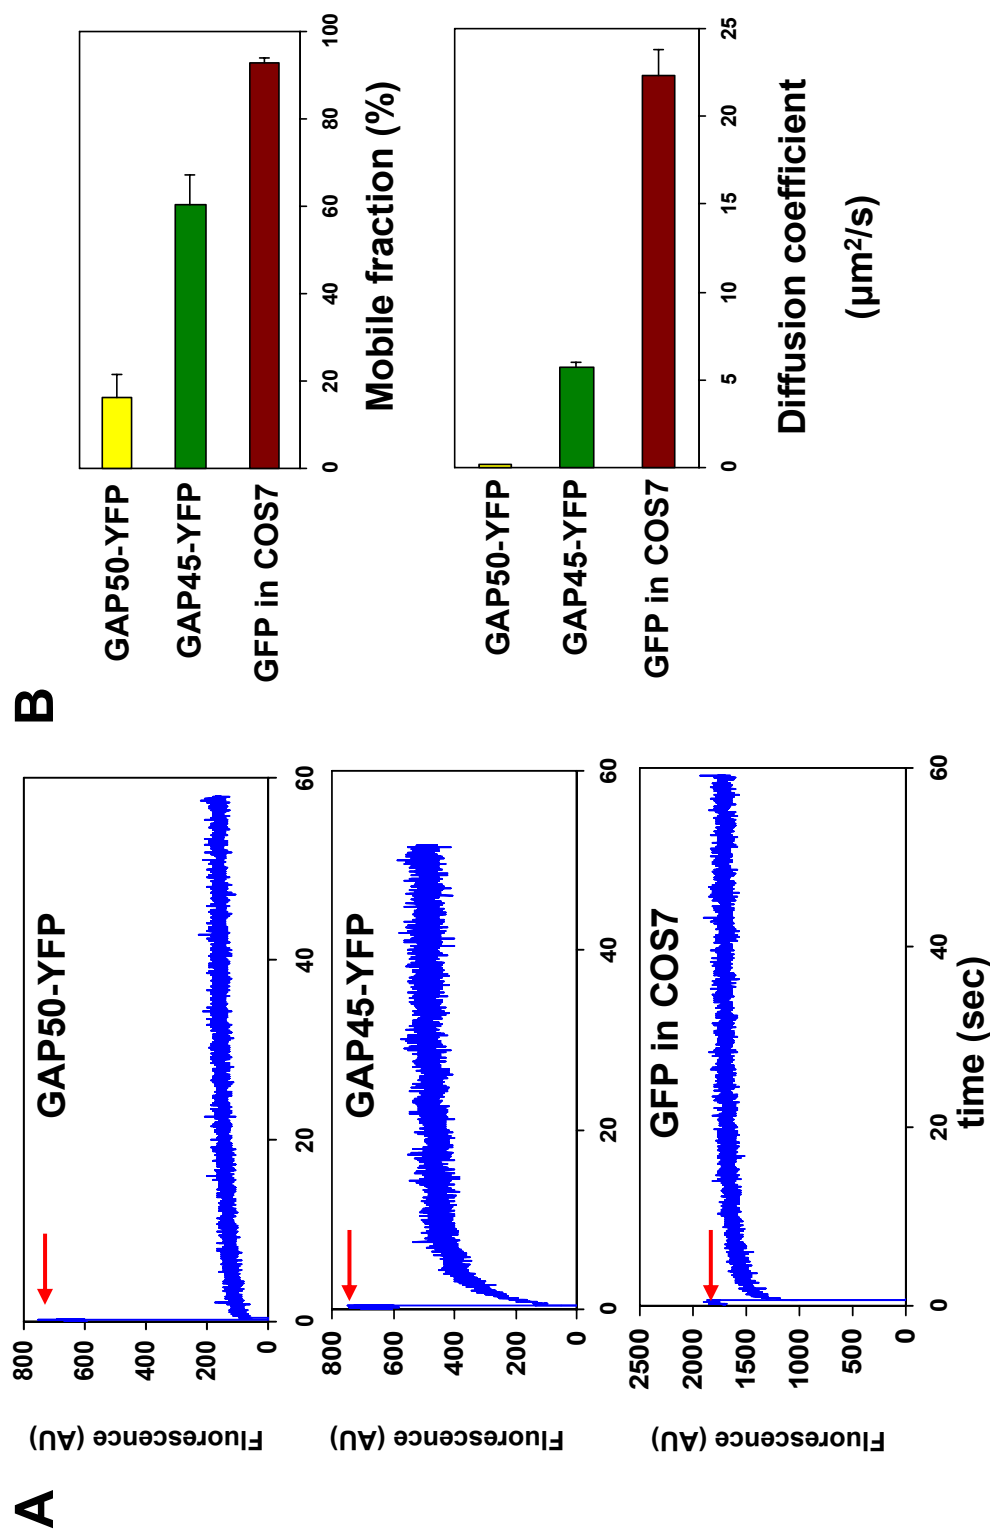 A
GAP50-YFP
Fluorescence (AU)
800
600
400
200
0
0
20
40
60
GAP45-YFP
Fluorescence (AU)
800
600
400
200
0
0
20
40
60
GFP in COS7
Fluorescence (AU)
2500
2000
1500
1000
500
0
0
20
40
60
time (sec)
B
GAP50-YFP
GAP45-YFP
GFP in COS7
0
20
40
60
80
100
Mobile fraction (%)
GAP50-YFP
GAP45-YFP
GFP in COS7
0
5
10
15
20
25
Diffusion coefficient
(µm²/s)